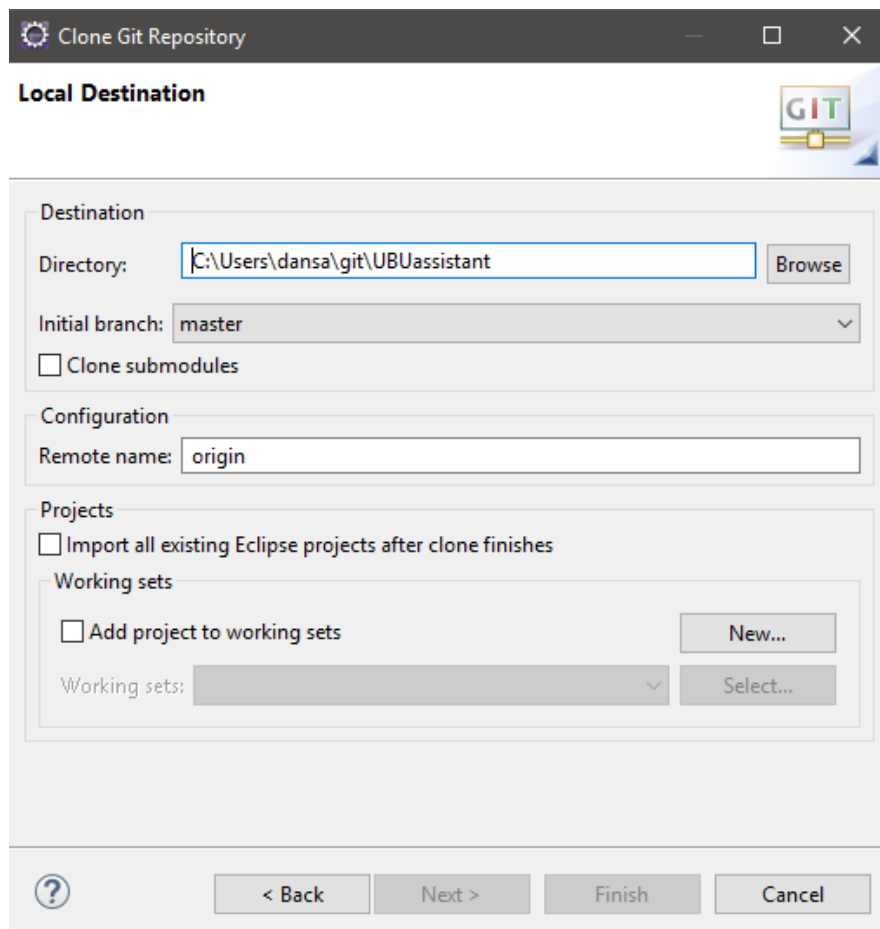 Clone Git Repository
Local Destination
GIT
Destination
Directory: C:\Users\dansa\git\UBUassistant Browse
Initial branch: master
Clone submodules
Configuration
Remote name: origin
Projects
Import all existing Eclipse projects after clone finishes
Working sets
Add project to working sets New...
Working sets: Select...
? < Back Next > Finish Cancel